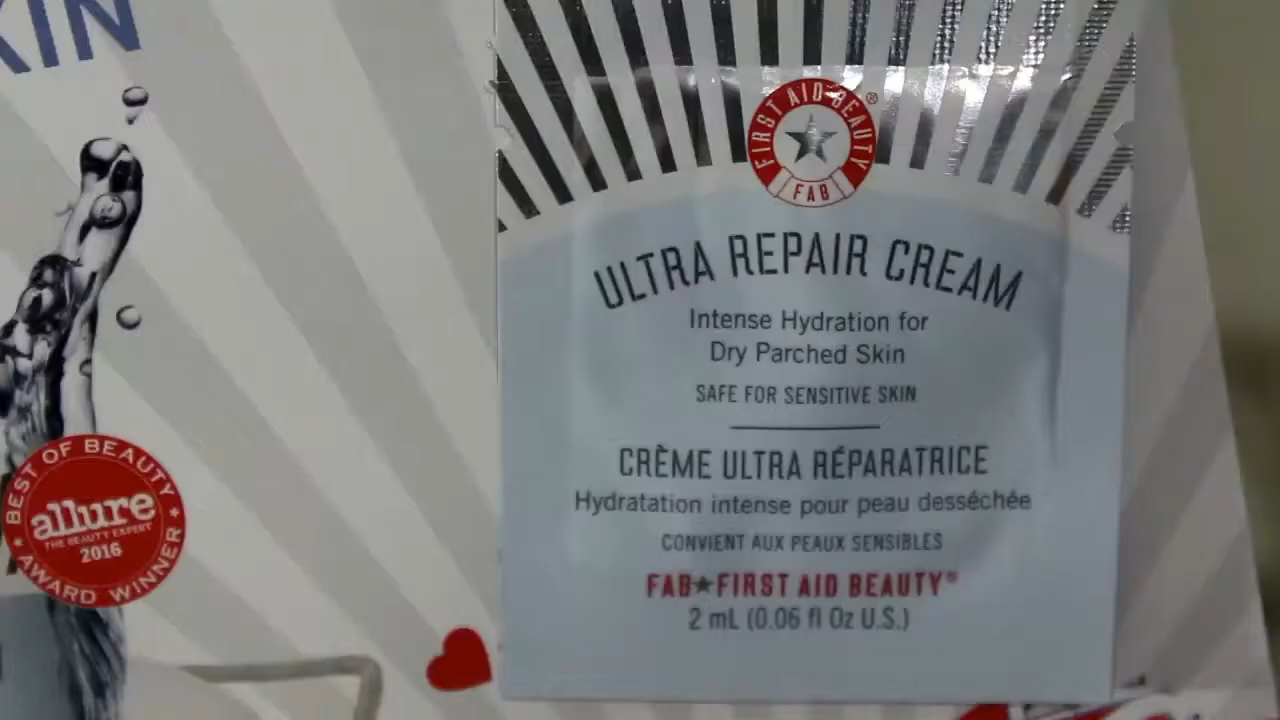 KIN
FIRST AID BEAUTY®
FAB
ULTRA REPAIR CREAM
Intense Hydration for
Dry Parched Skin
SAFE FOR SENSITIVE SKIN
CRÈME ULTRA RÉPARATRICE
Hydratation intense pour peau desséchée
CONVIENT AUX PEAUX SENSIBLES
FAB★FIRST AID BEAUTY®
2 mL (0.06 fl Oz U.S.)
BEST OF BEAUTY
allure
THE BEAUTY EXPERT
2016
AWARD WINNER